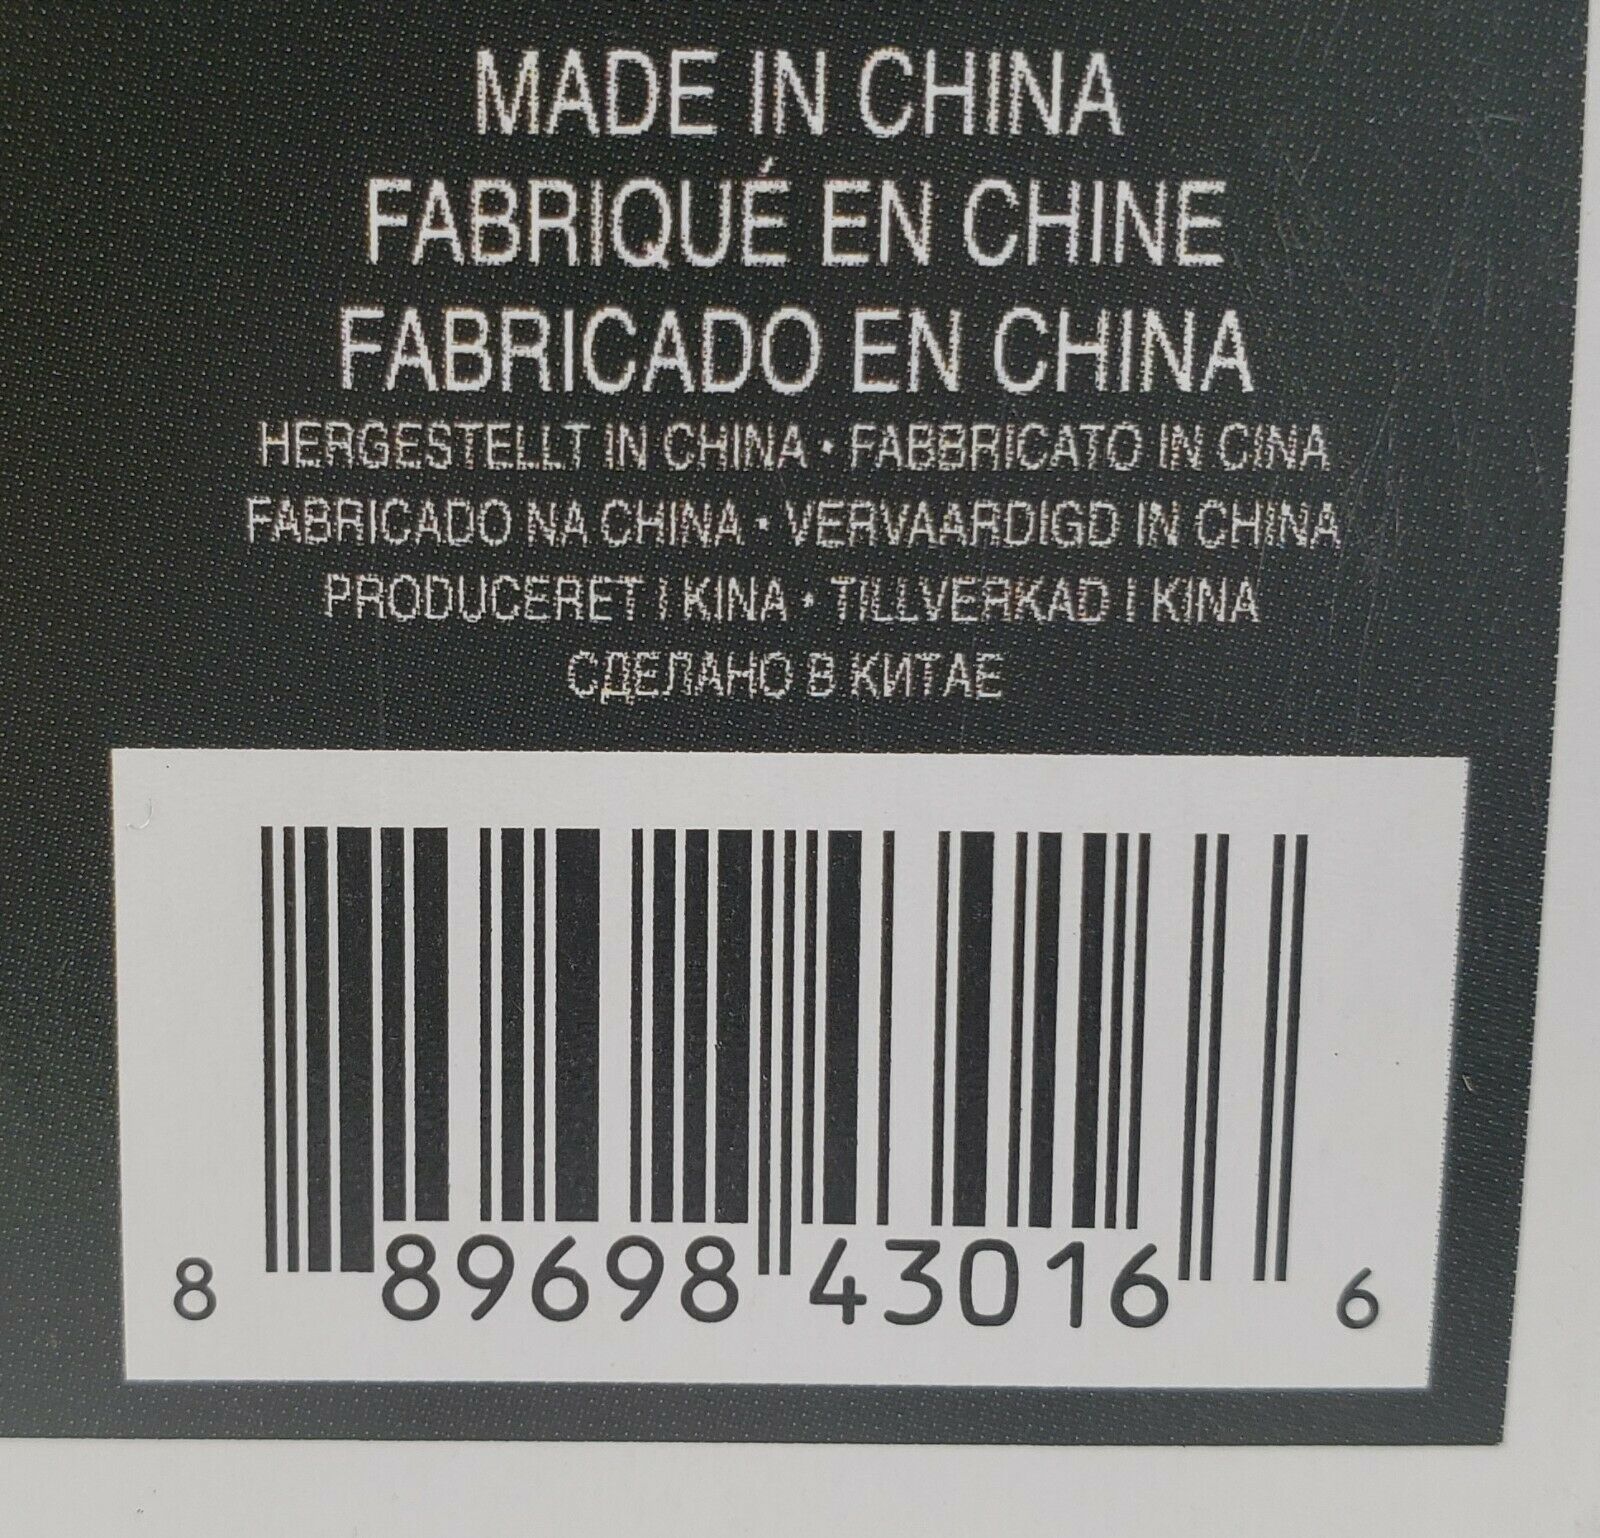 MADE IN CHINA
FABRIQUÉ EN CHINE
FABRICADO EN CHINA
HERGESTELLT IN CHINA • FABBRICATO IN CINA
FABRICADO NA CHINA • VERVAARDIGD IN CHINA
PRODUCERET I KINA • TILLVERKAD I KINA
СДЕЛАНО В КИТАЕ
8 89698 43016 6